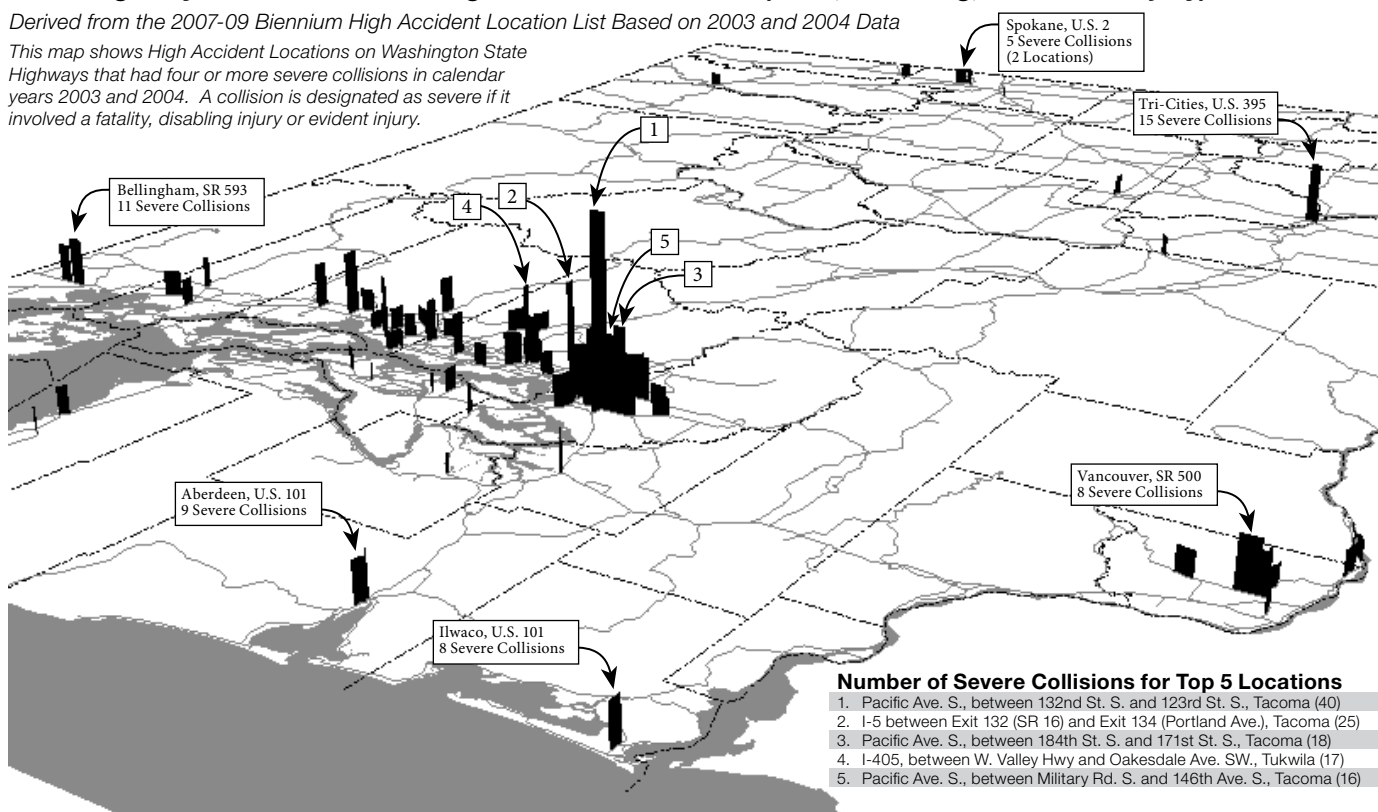 Derived from the 2007-09 Biennium High Accident Location List Based on 2003 and 2004 Data
This map shows High Accident Locations on Washington State
Highways that had four or more severe collisions in calendar
years 2003 and 2004. A collision is designated as severe if it
involved a fatality, disabling injury or evident injury.
Spokane, U.S. 2
5 Severe Collisions
(2 Locations)
Tri-Cities, U.S. 395
15 Severe Collisions
1
Bellingham, SR 593
11 Severe Collisions
2
4
5
3
Aberdeen, U.S. 101
9 Severe Collisions
Vancouver, SR 500
8 Severe Collisions
Ilwaco, U.S. 101
8 Severe Collisions
Number of Severe Collisions for Top 5 Locations
1. Pacific Ave. S., between 132nd St. S. and 123rd St. S., Tacoma (40)
2. I-5 between Exit 132 (SR 16) and Exit 134 (Portland Ave.), Tacoma (25)
3. Pacific Ave. S., between 184th St. S. and 171st St. S., Tacoma (18)
4. I-405, between W. Valley Hwy and Oakesdale Ave. SW., Tukwila (17)
5. Pacific Ave. S., between Military Rd. S. and 146th Ave. S., Tacoma (16)